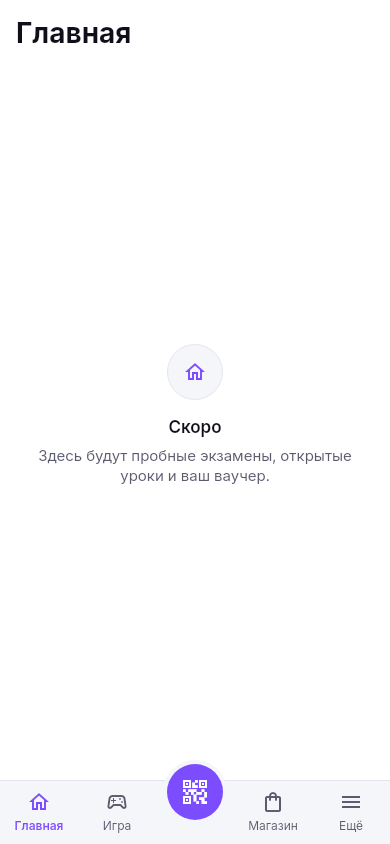 Главная
Скоро
Здесь будут пробные экзамены, открытые
уроки и ваш ваучер.
Главная
Игра
Магазин
Ещё